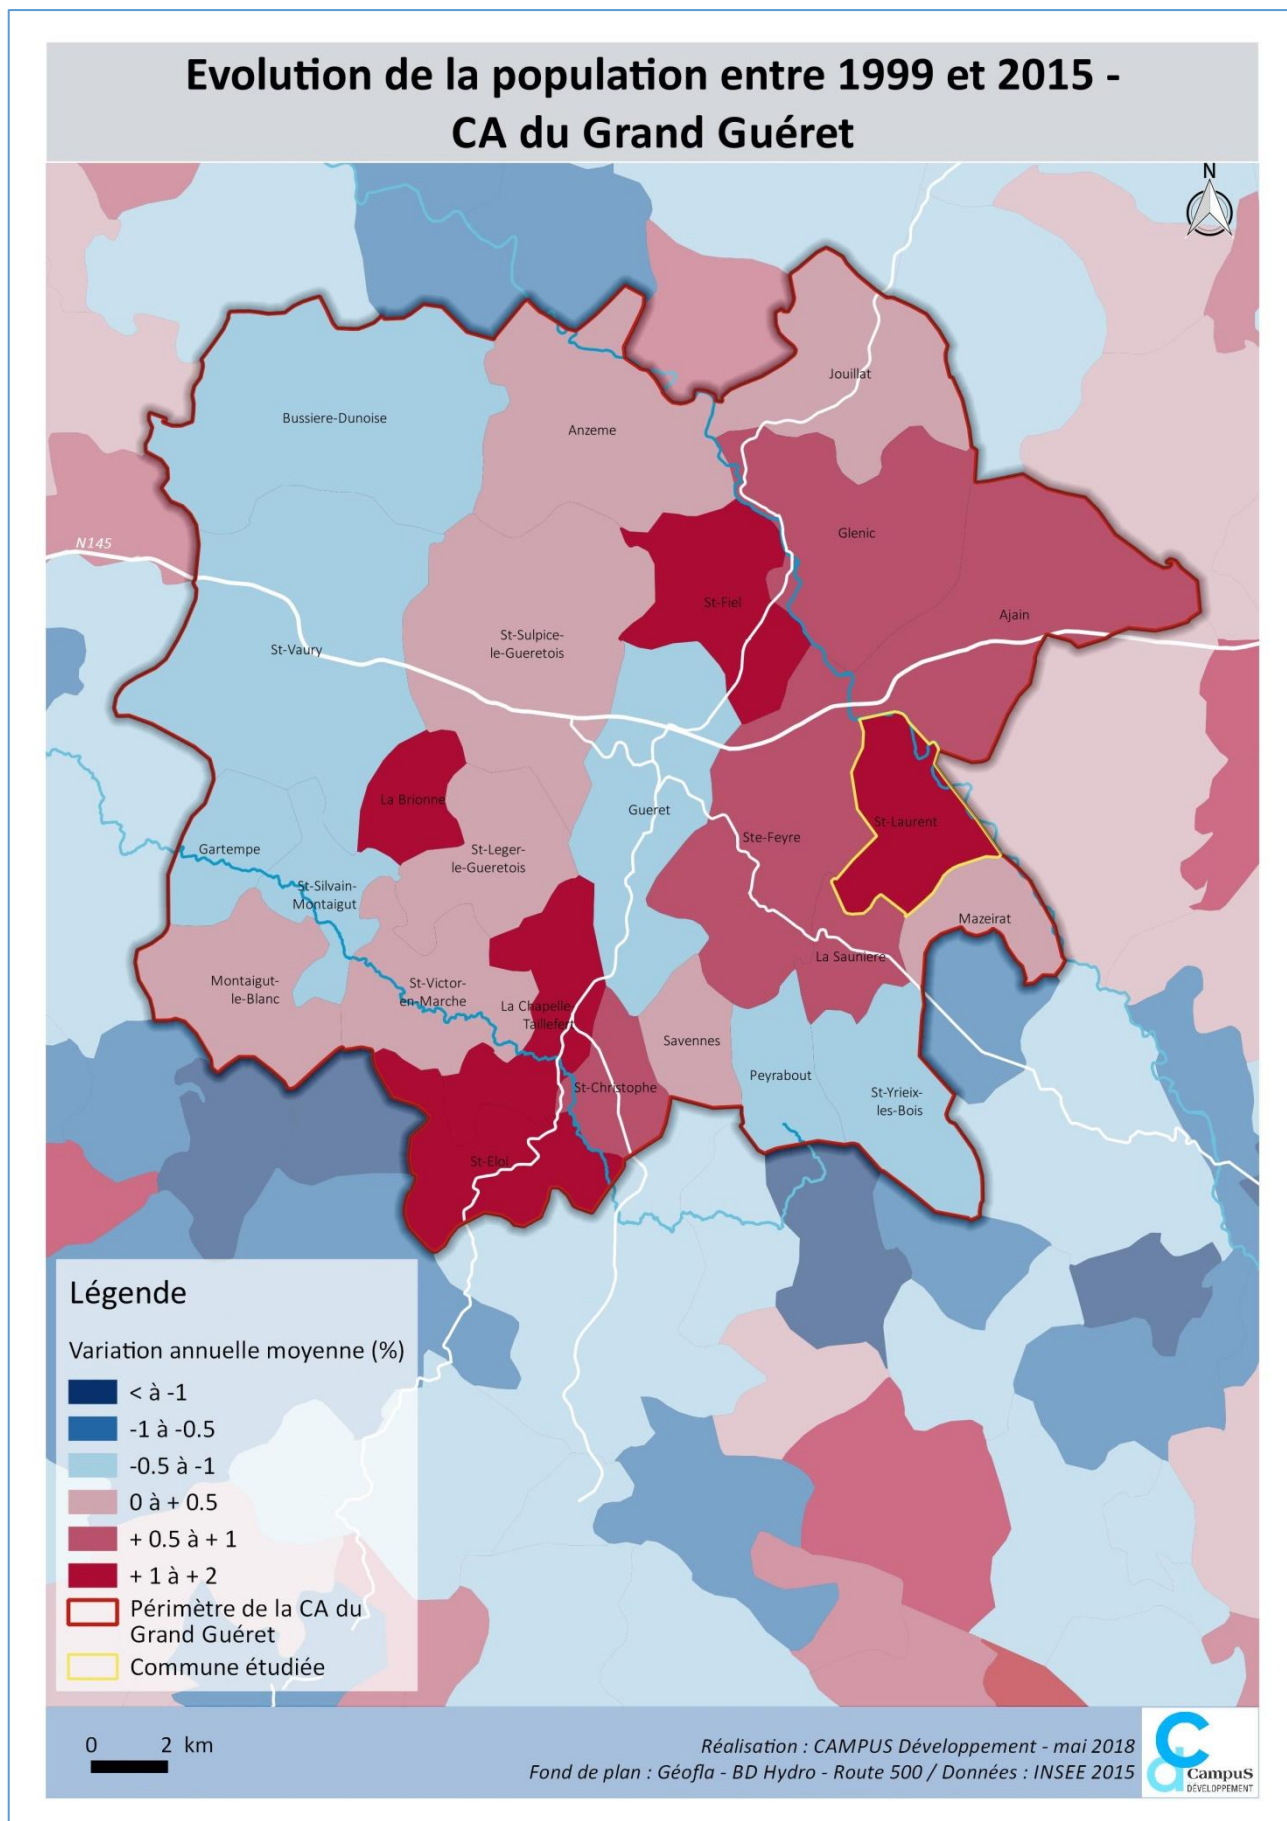 Evolution de la population entre 1999 et 2015 -
CA du Grand Guéret
N
Jouillat
Bussiere-Dunoise
Anzeme
Glenic
N145
St-Fiel
Ajain
St-Sulpice-
le-Gueretois
St-Vaury
La Brionne
Gueret
St-Laurent
Ste-Feyre
Gartempe
St-Leger-
le-Gueretois
St-Silvain-
Montaigut
Mazeirat
La Sauniere
Montaigut-
le-Blanc
St-Victor-
en-Marche
La Chapelle-
Taillefert
Savennes
Peyrabout
St-Christophe
St-Yrieix-
les-Bois
St-Eloi
Légende
Variation annuelle moyenne (%)
< à -1
-1 à -0.5
-0.5 à -1
0 à + 0.5
+ 0.5 à + 1
+ 1 à + 2
Périmètre de la CA du
Grand Guéret
Commune étudiée
0 2 km
Réalisation : CAMPUS Développement - mai 2018
Fond de plan : Géofla - BD Hydro - Route 500 / Données : INSEE 2015
Campus
DÉVELOPPEMENT